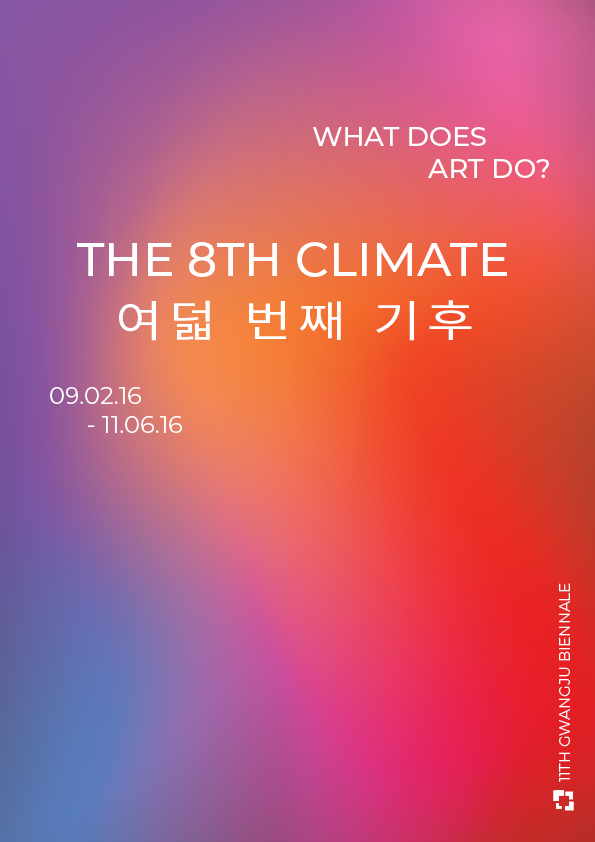 WHAT DOES
ART DO?
THE 8TH CLIMATE
여덟 번째 기후
09.02.16
- 11.06.16
11TH GWANGJU BIENNALE